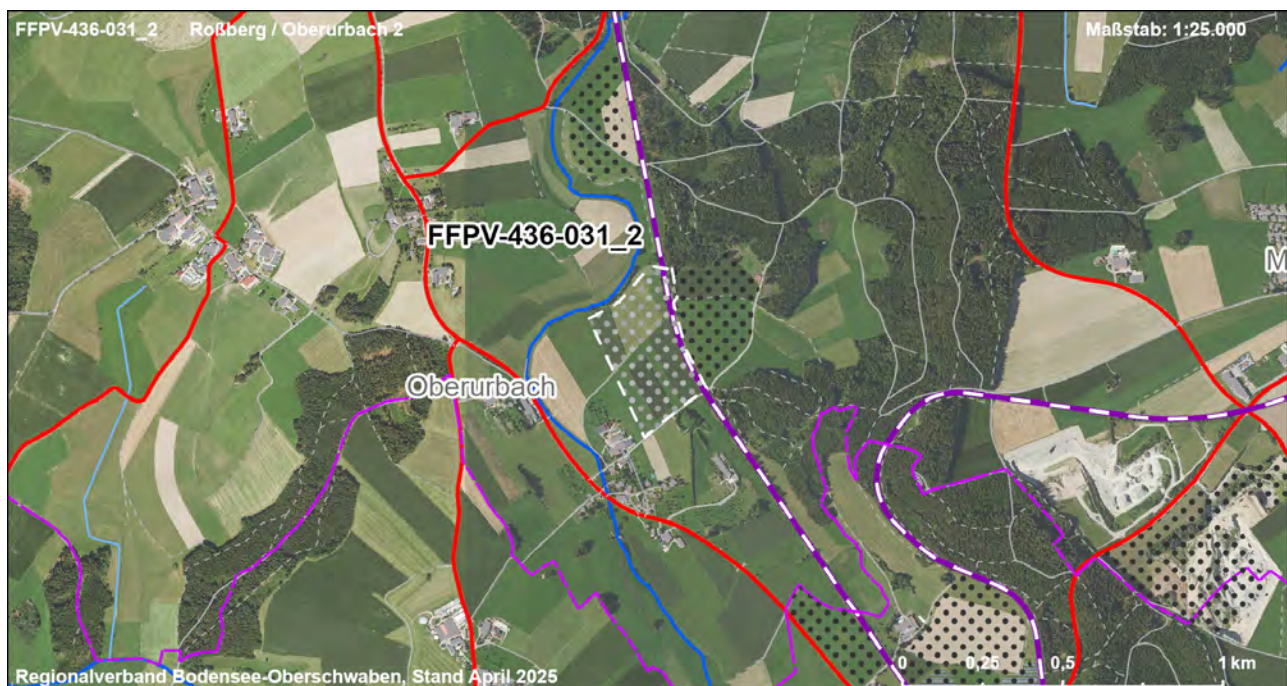 FFPV-436-031_2 Roßberg / Oberurbach 2
Maßstab: 1:25.000
FFPV-436-031_2
M
Oberurbach
0 0,25 0,5 1 km
Regionalverband Bodensee-Oberschwaben, Stand April 2025